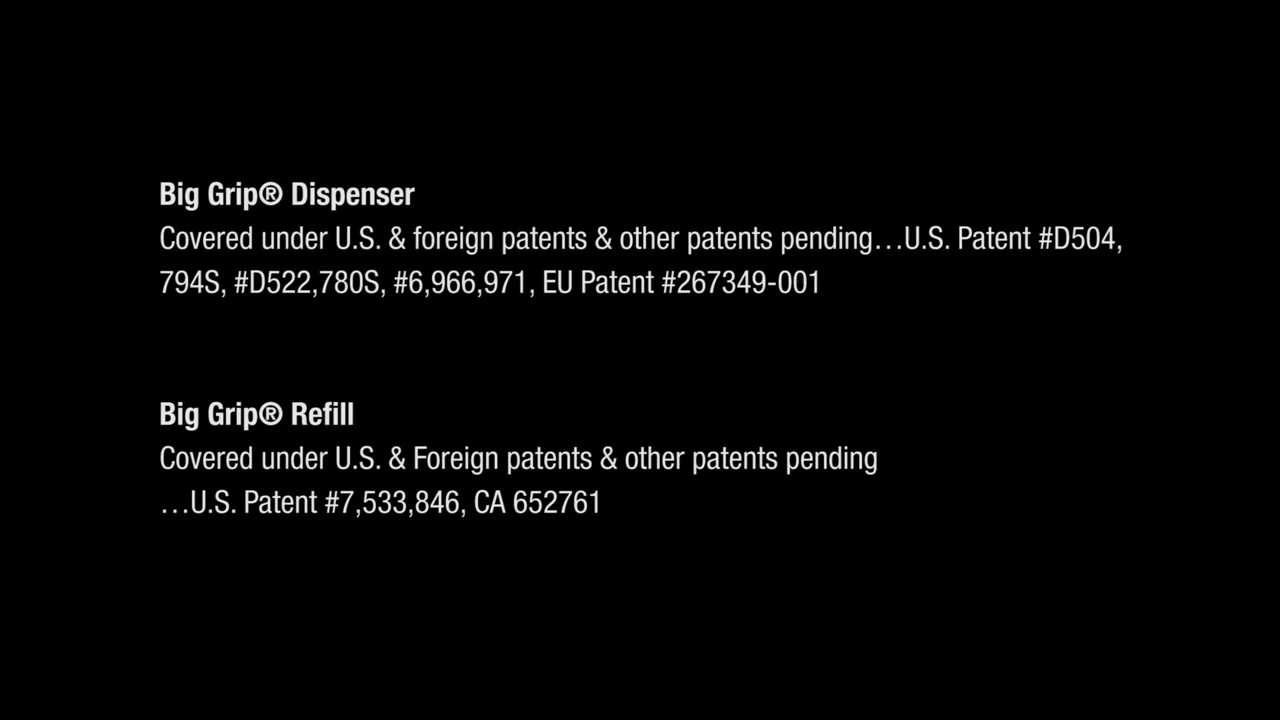 Big Grip® Dispenser
Covered under U.S. & foreign patents & other patents pending…U.S. Patent #D504,
794S, #D522,780S, #6,966,971, EU Patent #267349-001
Big Grip® Refill
Covered under U.S. & Foreign patents & other patents pending
…U.S. Patent #7,533,846, CA 652761